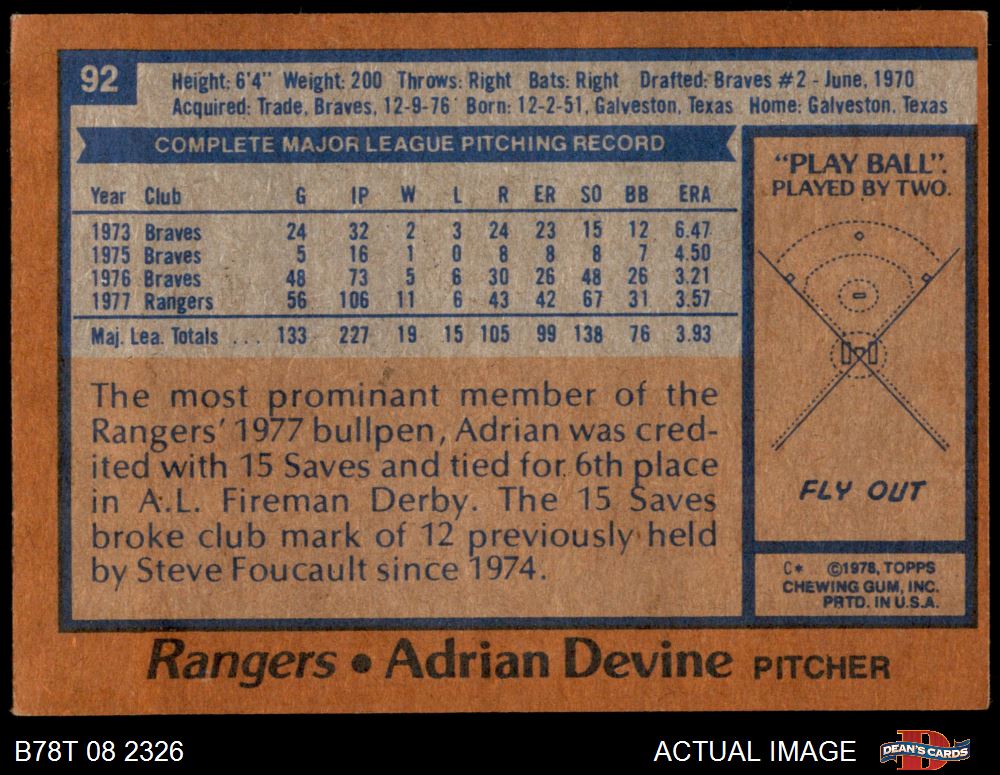 92
Height: 6'4" Weight: 200 Throws: Right Bats: Right Drafted: Braves #2 - June, 1970
Acquired: Trade, Braves, 12-9-76 Born: 12-2-51, Galveston, Texas Home: Galveston, Texas
COMPLETE MAJOR LEAGUE PITCHING RECORD
Year Club G IP W L R ER SO BB ERA
1973 Braves 24 32 2 3 24 23 15 12 6.47
1975 Braves 5 16 1 0 8 8 8 7 4.50
1976 Braves 48 73 5 6 30 26 48 26 3.21
1977 Rangers 56 106 11 6 43 42 67 31 3.57
Maj. Lea. Totals ... 133 227 19 15 105 99 138 76 3.93
The most prominant member of the
Rangers' 1977 bullpen, Adrian was cred-
ited with 15 Saves and tied for 6th place
in A.L. Fireman Derby. The 15 Saves
broke club mark of 12 previously held
by Steve Foucault since 1974.
"PLAY BALL".
PLAYED BY TWO.
FLY OUT
C* ©1978, TOPPS
CHEWING GUM, INC.
PRTD. IN U.S.A.
Rangers • Adrian Devine PITCHER
B78T 08 2326
ACTUAL IMAGE
D
DEAN'S CARDS